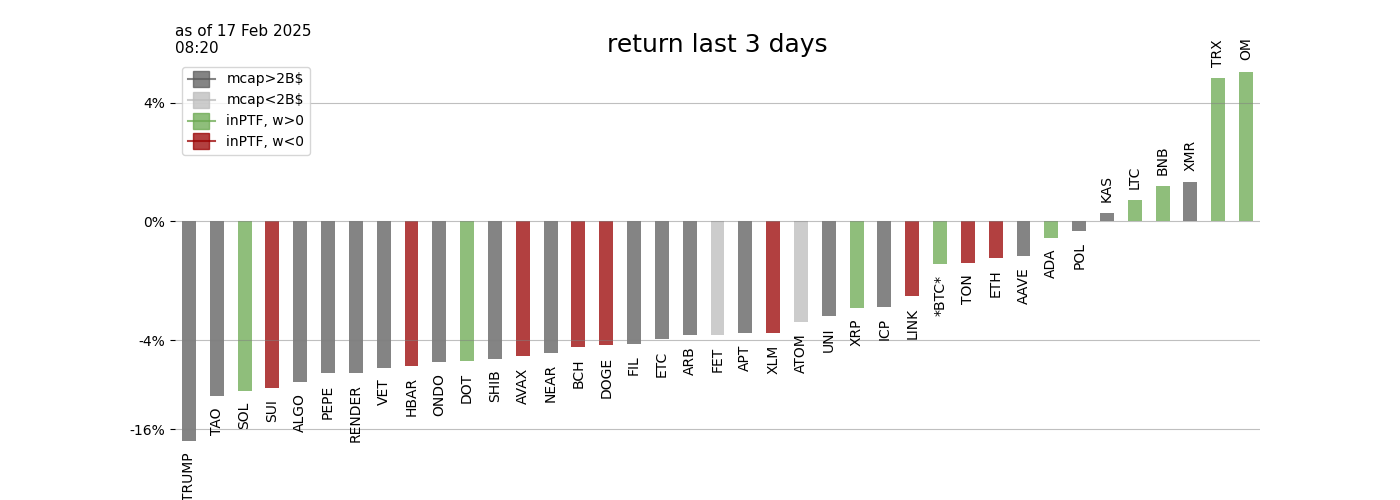 as of 17 Feb 2025
08:20
return last 3 days
mcap>2B$
mcap<2B$
inPTF, w>0
inPTF, w<0
4%
0%
-4%
-16%
TRUMP
TAO
SOL
SUI
ALGO
PEPE
RENDER
VET
HBAR
ONDO
DOT
SHIB
AVAX
NEAR
BCH
DOGE
FIL
ETC
ARB
FET
APT
XLM
ATOM
UNI
XRP
ICP
LINK
*BTC*
TON
ETH
AAVE
ADA
POL
KAS
LTC
BNB
XMR
TRX
OM